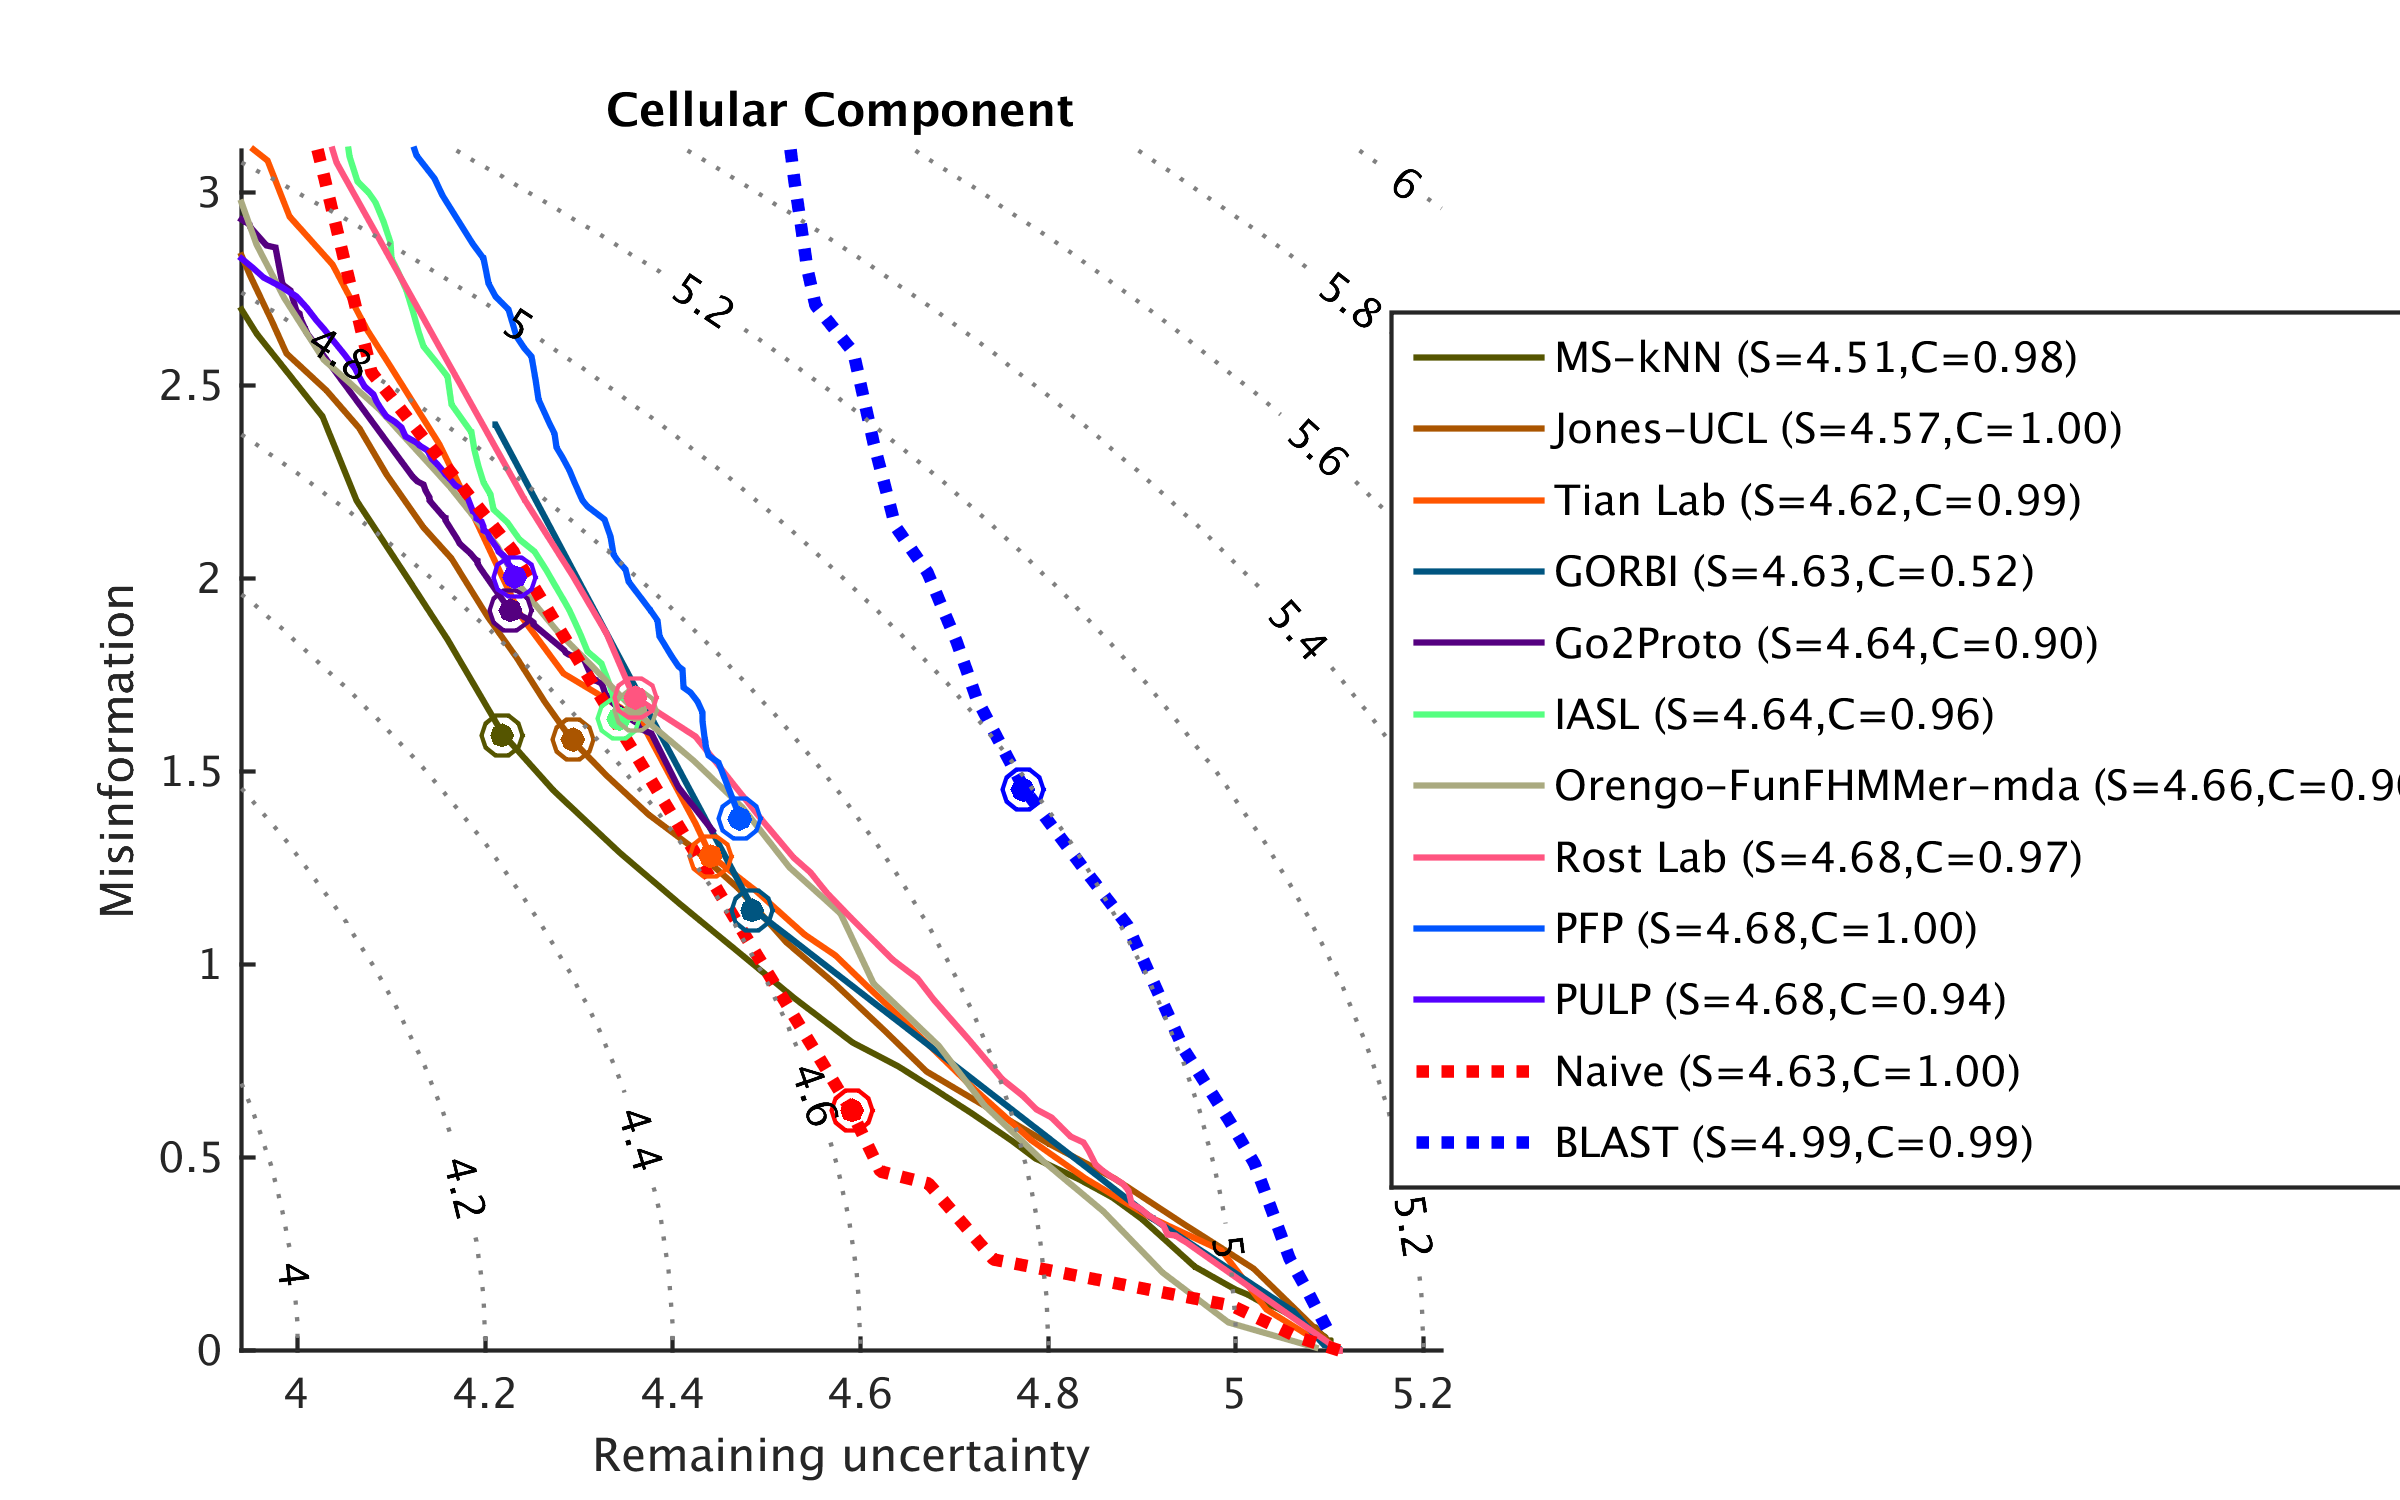 Cellular Component
Misinformation
3
2.5
2
1.5
1
0.5
0
4
4.2
4.4
4.6
4.8
5
5.2
Remaining uncertainty
4
4.2
4.4
4.6
4.8
5
5
5.2
5.2
5.4
5.6
5.8
6
MS-kNN (S=4.51,C=0.98)
Jones-UCL (S=4.57,C=1.00)
Tian Lab (S=4.62,C=0.99)
GORBI (S=4.63,C=0.52)
Go2Proto (S=4.64,C=0.90)
IASL (S=4.64,C=0.96)
Orengo-FunFHMMer-mda (S=4.66,C=0.9
Rost Lab (S=4.68,C=0.97)
PFP (S=4.68,C=1.00)
PULP (S=4.68,C=0.94)
Naive (S=4.63,C=1.00)
BLAST (S=4.99,C=0.99)